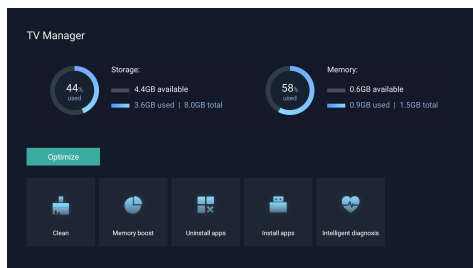 TV Manager
Storage:
44%
used
4.4GB available
3.6GB used | 8.0GB total
Memory:
58%
used
0.6GB available
0.9GB used | 1.5GB total
Optimize
Clean
Memory boost
Uninstall apps
Install apps
Intelligent diagnosis